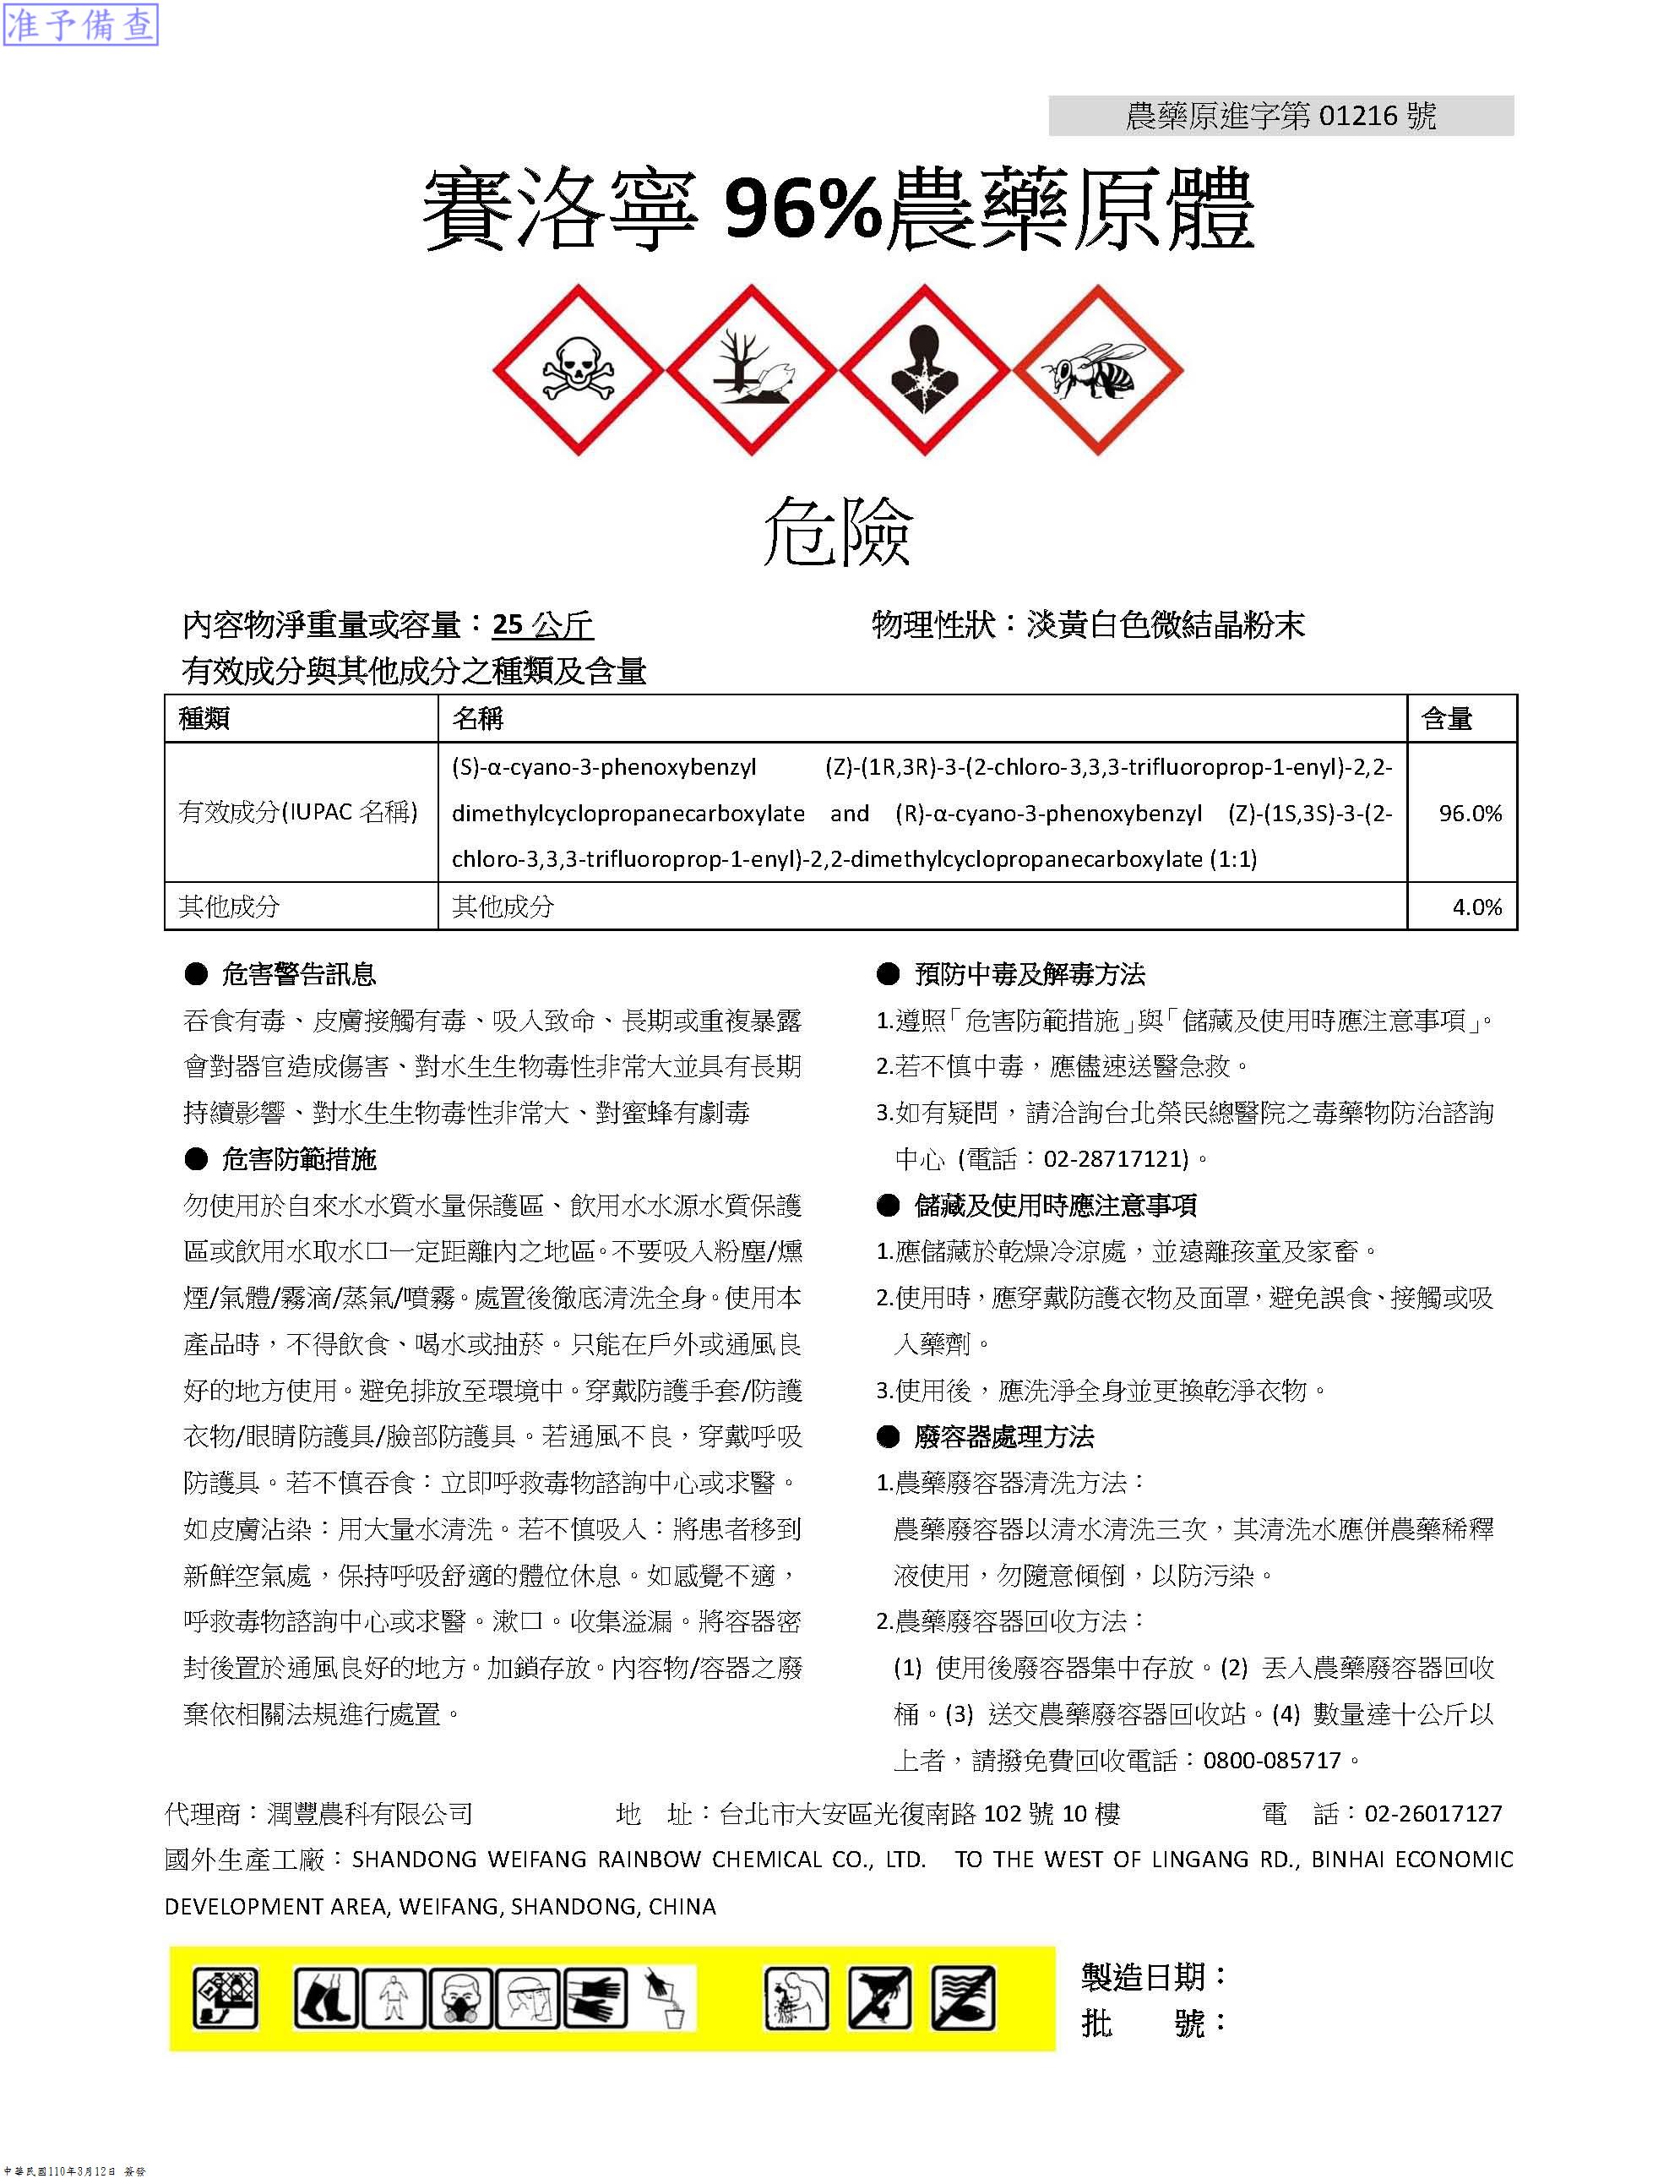 准予備查
農藥原進字第 01216 號
賽洛寧 96%農藥原體
危險
內容物淨重量或容量：25 公斤
物理性狀：淡黃白色微結晶粉末
有效成分與其他成分之種類及含量
種類 名稱 含量
有效成分(IUPAC 名稱)
(S)-α-cyano-3-phenoxybenzyl (Z)-(1R,3R)-3-(2-chloro-3,3,3-trifluoroprop-1-enyl)-2,2-
dimethylcyclopropanecarboxylate and (R)-α-cyano-3-phenoxybenzyl (Z)-(1S,3S)-3-(2-
chloro-3,3,3-trifluoroprop-1-enyl)-2,2-dimethylcyclopropanecarboxylate (1:1)
96.0%
其他成分 其他成分 4.0%
● 危害警告訊息
吞食有毒、皮膚接觸有毒、吸入致命、長期或重複暴露
會對器官造成傷害、對水生生物毒性非常大並具有長期
持續影響、對水生生物毒性非常大、對蜜蜂有劇毒
● 危害防範措施
勿使用於自來水水質水量保護區、飲用水水源水質保護
區或飲用水取水口一定距離內之地區。不要吸入粉塵/燻
煙/氣體/霧滴/蒸氣/噴霧。處置後徹底清洗全身。使用本
產品時，不得飲食、喝水或抽菸。只能在戶外或通風良
好的地方使用。避免排放至環境中。穿戴防護手套/防護
衣物/眼睛防護具/臉部防護具。若通風不良，穿戴呼吸
防護具。若不慎吞食：立即呼救毒物諮詢中心或求醫。
如皮膚沾染：用大量水清洗。若不慎吸入：將患者移到
新鮮空氣處，保持呼吸舒適的體位休息。如感覺不適，
呼救毒物諮詢中心或求醫。漱口。收集溢漏。將容器密
封後置於通風良好的地方。加鎖存放。內容物/容器之廢
棄依相關法規進行處置。
● 預防中毒及解毒方法
1.遵照「危害防範措施」與「儲藏及使用時應注意事項」。
2.若不慎中毒，應儘速送醫急救。
3.如有疑問，請洽詢台北榮民總醫院之毒藥物防治諮詢
中心 (電話：02-28717121)。
● 儲藏及使用時應注意事項
1.應儲藏於乾燥冷涼處，並遠離孩童及家畜。
2.使用時，應穿戴防護衣物及面罩，避免誤食、接觸或吸
入藥劑。
3.使用後，應洗淨全身並更換乾淨衣物。
● 廢容器處理方法
1.農藥廢容器清洗方法：
農藥廢容器以清水清洗三次，其清洗水應併農藥稀釋
液使用，勿隨意傾倒，以防污染。
2.農藥廢容器回收方法：
(1) 使用後廢容器集中存放。(2) 丟入農藥廢容器回收
桶。(3) 送交農藥廢容器回收站。(4) 數量達十公斤以
上者，請撥免費回收電話：0800-085717。
代理商：潤豐農科有限公司 地　址：台北市大安區光復南路 102 號 10 樓 電　話：02-26017127
國外生產工廠：SHANDONG WEIFANG RAINBOW CHEMICAL CO., LTD. TO THE WEST OF LINGANG RD., BINHAI ECONOMIC
DEVELOPMENT AREA, WEIFANG, SHANDONG, CHINA
製造日期：
批　　號：
中華民國110年3月12日 簽發